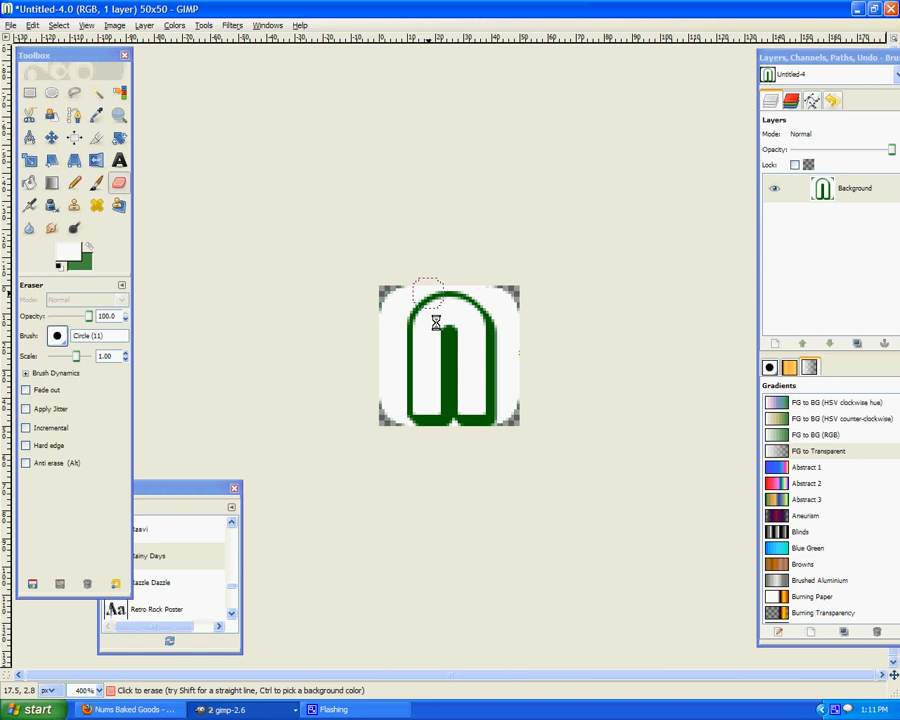 *Untitled-4.0 (RGB, 1 layer) 50x50 – GIMP
File Edit Select View Image Layer Colors Tools Filters Windows Help
Toolbox
Eraser
Mode: Normal
Opacity: 100.0
Brush: Circle (11)
Scale: 1.00
Brush Dynamics
Fade out
Apply Jitter
Incremental
Hard edge
Anti erase (Alt)
Raavi
Rainy Days
Razzle Dazzle
Aa Retro Rock Poster
Layers, Channels, Paths, Undo - Bru
Untitled-4
Layers
Mode: Normal
Opacity:
Lock:
Background
Gradients
FG to BG (HSV clockwise hue)
FG to BG (HSV counter-clockwise)
FG to BG (RGB)
FG to Transparent
Abstract 1
Abstract 2
Abstract 3
Aneurism
Blinds
Blue Green
Browns
Brushed Aluminium
Burning Paper
Burning Transparency
17.5, 2.8 px 400% Click to erase (try Shift for a straight line, Ctrl to pick a background color)
start Nums Baked Goods - ... 2 gimp-2.6 Flashing 1:11 PM